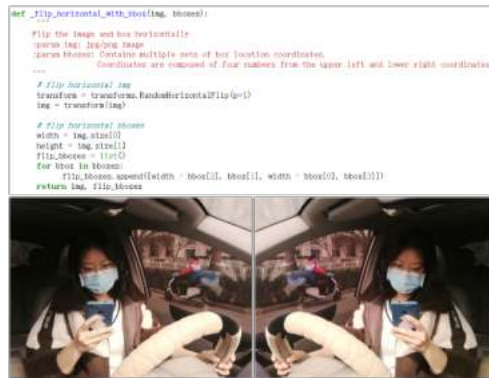 def _flip_horizontal_with_bbox(img, bboxes):
"""
Flip the image and box horizontally
:param img: jpg/png image
:param bboxes: Contains multiple sets of box location coordinates.
Coordinates are composed of four numbers from the upper left and lower right coordinates
"""
# flip horizontal img
transform = transforms.RandomHorizontalFlip(p=1)
img = transform(img)
# flip horizontal bboxes
width = img.size[0]
height = img.size[1]
flip_bboxes = list()
for bbox in bboxes:
flip_bboxes.append([width - bbox[2], bbox[1], width - bbox[0], bbox[3]])
return img, flip_bboxes